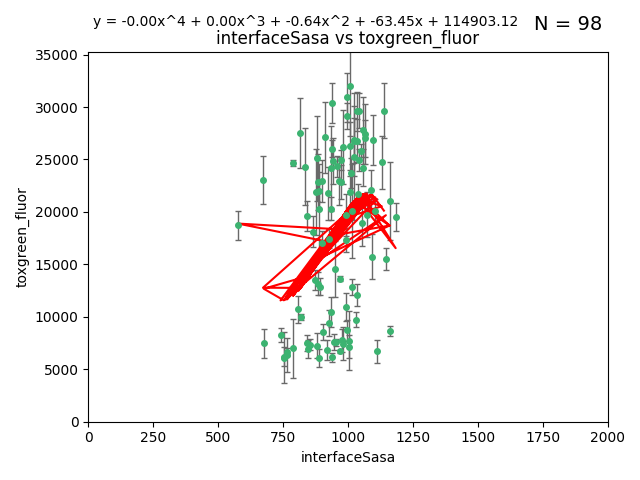 y = -0.00x^4 + 0.00x^3 + -0.64x^2 + -63.45x + 114903.12
N = 98
interfaceSasa vs toxgreen_fluor
35000
30000
25000
20000
15000
10000
5000
0
toxgreen_fluor
0 250 500 750 1000 1250 1500 1750 2000
interfaceSasa